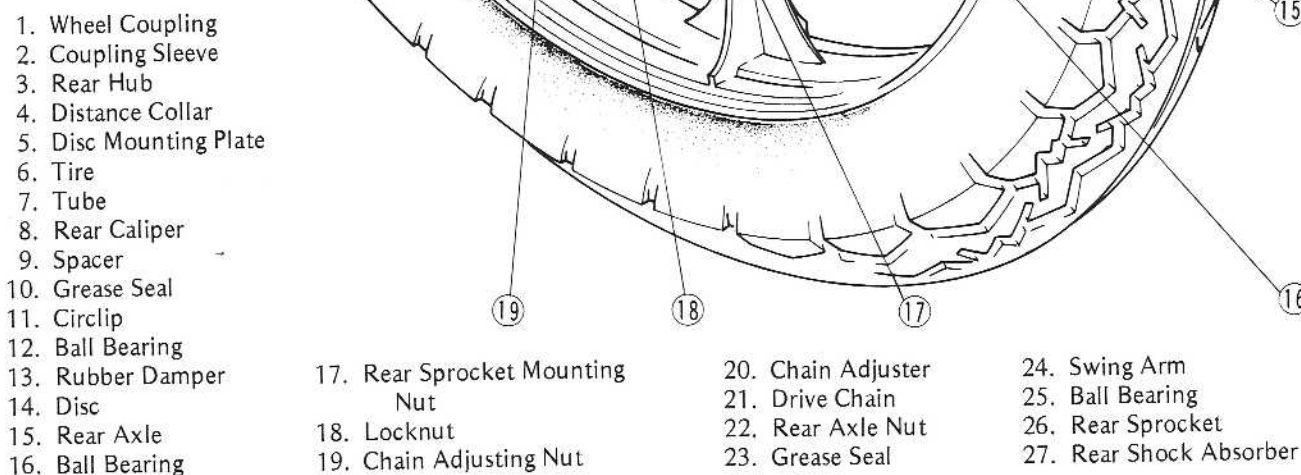 15
1. Wheel Coupling
2. Coupling Sleeve
3. Rear Hub
4. Distance Collar
5. Disc Mounting Plate
6. Tire
7. Tube
8. Rear Caliper
9. Spacer
10. Grease Seal
11. Circlip
12. Ball Bearing
13. Rubber Damper
14. Disc
15. Rear Axle
16. Ball Bearing
19
18
17
16
17. Rear Sprocket Mounting
Nut
18. Locknut
19. Chain Adjusting Nut
20. Chain Adjuster
21. Drive Chain
22. Rear Axle Nut
23. Grease Seal
24. Swing Arm
25. Ball Bearing
26. Rear Sprocket
27. Rear Shock Absorber